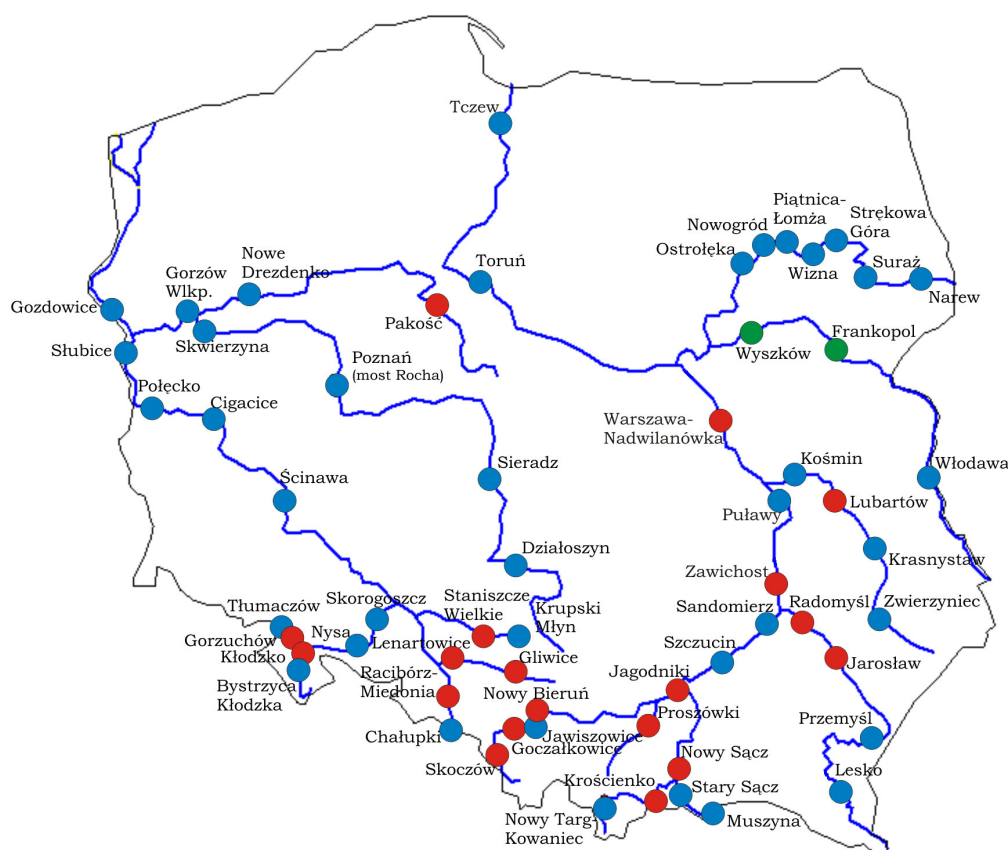 Tczew
Piątnica-
Łomża
Strękowa
Góra
Nowogród
Ostrołęka
Wizna
Suraż
Narew
Nowe
Drezdenko
Gorzów
Wlkp.
Toruń
Gozdowice
Pakość
Skwierzyna
Słubice
Wyszków
Frankopol
Poznań
(most Rocha)
Połęcko
Cigacice
Warszawa-
Nadwilanówka
Sieradz
Kośmin
Włodawa
Ścinawa
Puławy
Lubartów
Działoszyn
Krasnystaw
Zawichost
Skorogoszcz
Staniszcze
Wielkie
Krupski
Młyn
Tłumaczów
Sandomierz
Radomyśl
Zwierzyniec
Gorzuchów
Nysa
Lenartowice
Kłodzko
Szczucin
Gliwice
Jarosław
Racibórz-
Miedonia
Jagodniki
Bystrzyca
Kłodzka
Nowy Bieruń
Proszówki
Przemyśl
Chałupki
Jawiszowice
Goczałkowice
Nowy Sącz
Skoczów
Lesko
Krościenko
Stary Sącz
Nowy Targ-
Kowaniec
Muszyna